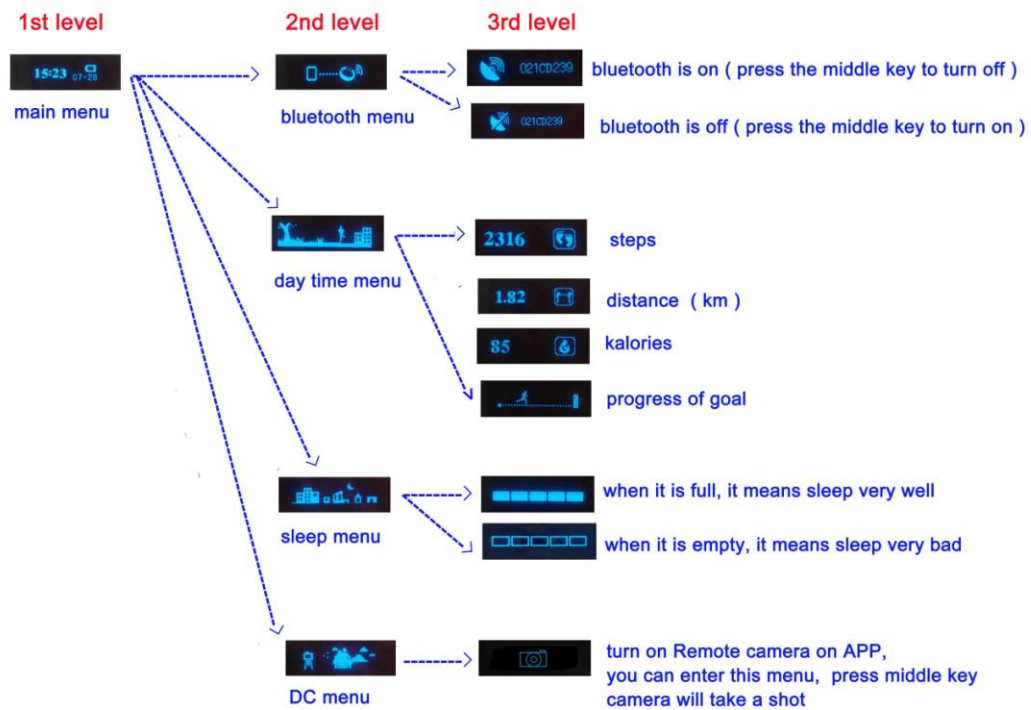 1st level
2nd level
3rd level
15:23
07-28
main menu
bluetooth menu
021CD239
bluetooth is on ( press the middle key to turn off )
021CD239
bluetooth is off ( press the middle key to turn on )
day time menu
2316
steps
1.82
distance ( km )
85
kalories
progress of goal
sleep menu
when it is full, it means sleep very well
when it is empty, it means sleep very bad
DC menu
turn on Remote camera on APP,
you can enter this menu, press middle key
camera will take a shot